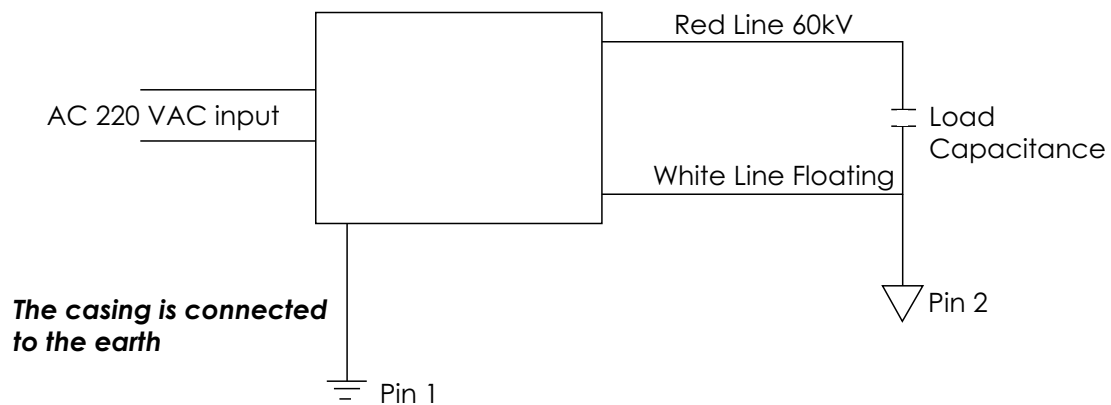 Red Line 60kV
AC 220 VAC input
Load
Capacitance
White Line Floating
The casing is connected
to the earth
Pin 2
Pin 1